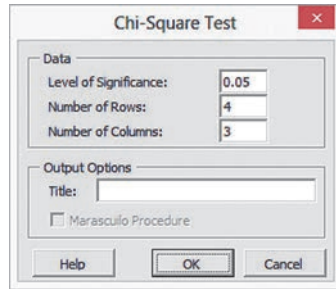 Chi-Square Test
×
Data
Level of Significance: 0.05
Number of Rows: 4
Number of Columns: 3
Output Options
Title:
Marascuilo Procedure
Help OK Cancel